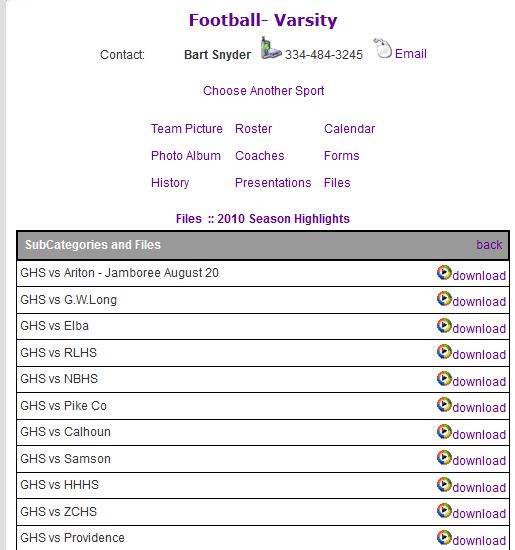 Football- Varsity
Contact: Bart Snyder 334-484-3245 Email
Choose Another Sport
Team Picture Roster Calendar
Photo Album Coaches Forms
History Presentations Files
Files :: 2010 Season Highlights
SubCategories and Files back
GHS vs Ariton - Jamboree August 20 download
GHS vs G.W.Long download
GHS vs Elba download
GHS vs RLHS download
GHS vs NBHS download
GHS vs Pike Co download
GHS vs Calhoun download
GHS vs Samson download
GHS vs HHHS download
GHS vs ZCHS download
GHS vs Providence download